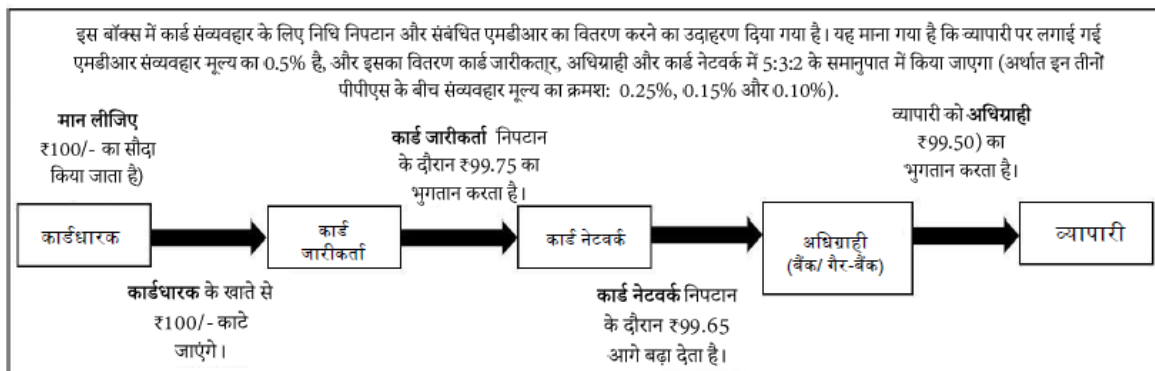 इस बॉक्स में कार्ड संव्यवहार के लिए निधि निपटान और संबंधित एमडीआर का वितरण करने का उदाहरण दिया गया है। यह माना गया है कि व्यापारी पर लगाई गई
एमडीआर संव्यवहार मूल्य का 0.5% है, और इसका वितरण कार्ड जारीकतार्, अधिग्राही और कार्ड नेटवर्क में 5:3:2 के समानुपात में किया जाएगा (अर्थात इन तीनों
पीपीएस के बीच संव्यवहार मूल्य का क्रमश: 0.25%, 0.15% और 0.10%).
मान लीजिए
₹100/- का सौदा
किया जाता है)
कार्ड जारीकर्ता निपटान
के दौरान ₹99.75 का
भुगतान करता है।
व्यापारी को अधिग्राही
₹99.50) का
भुगतान करता है।
कार्डधारक
कार्ड
जारीकर्ता
कार्ड नेटवर्क
अधिग्राही
(बैंक/ गैर-बैंक)
व्यापारी
कार्डधारक के खाते से
₹100/- काटे
जाएंगे।
कार्ड नेटवर्क निपटान
के दौरान ₹99.65
आगे बढ़ा देता है।